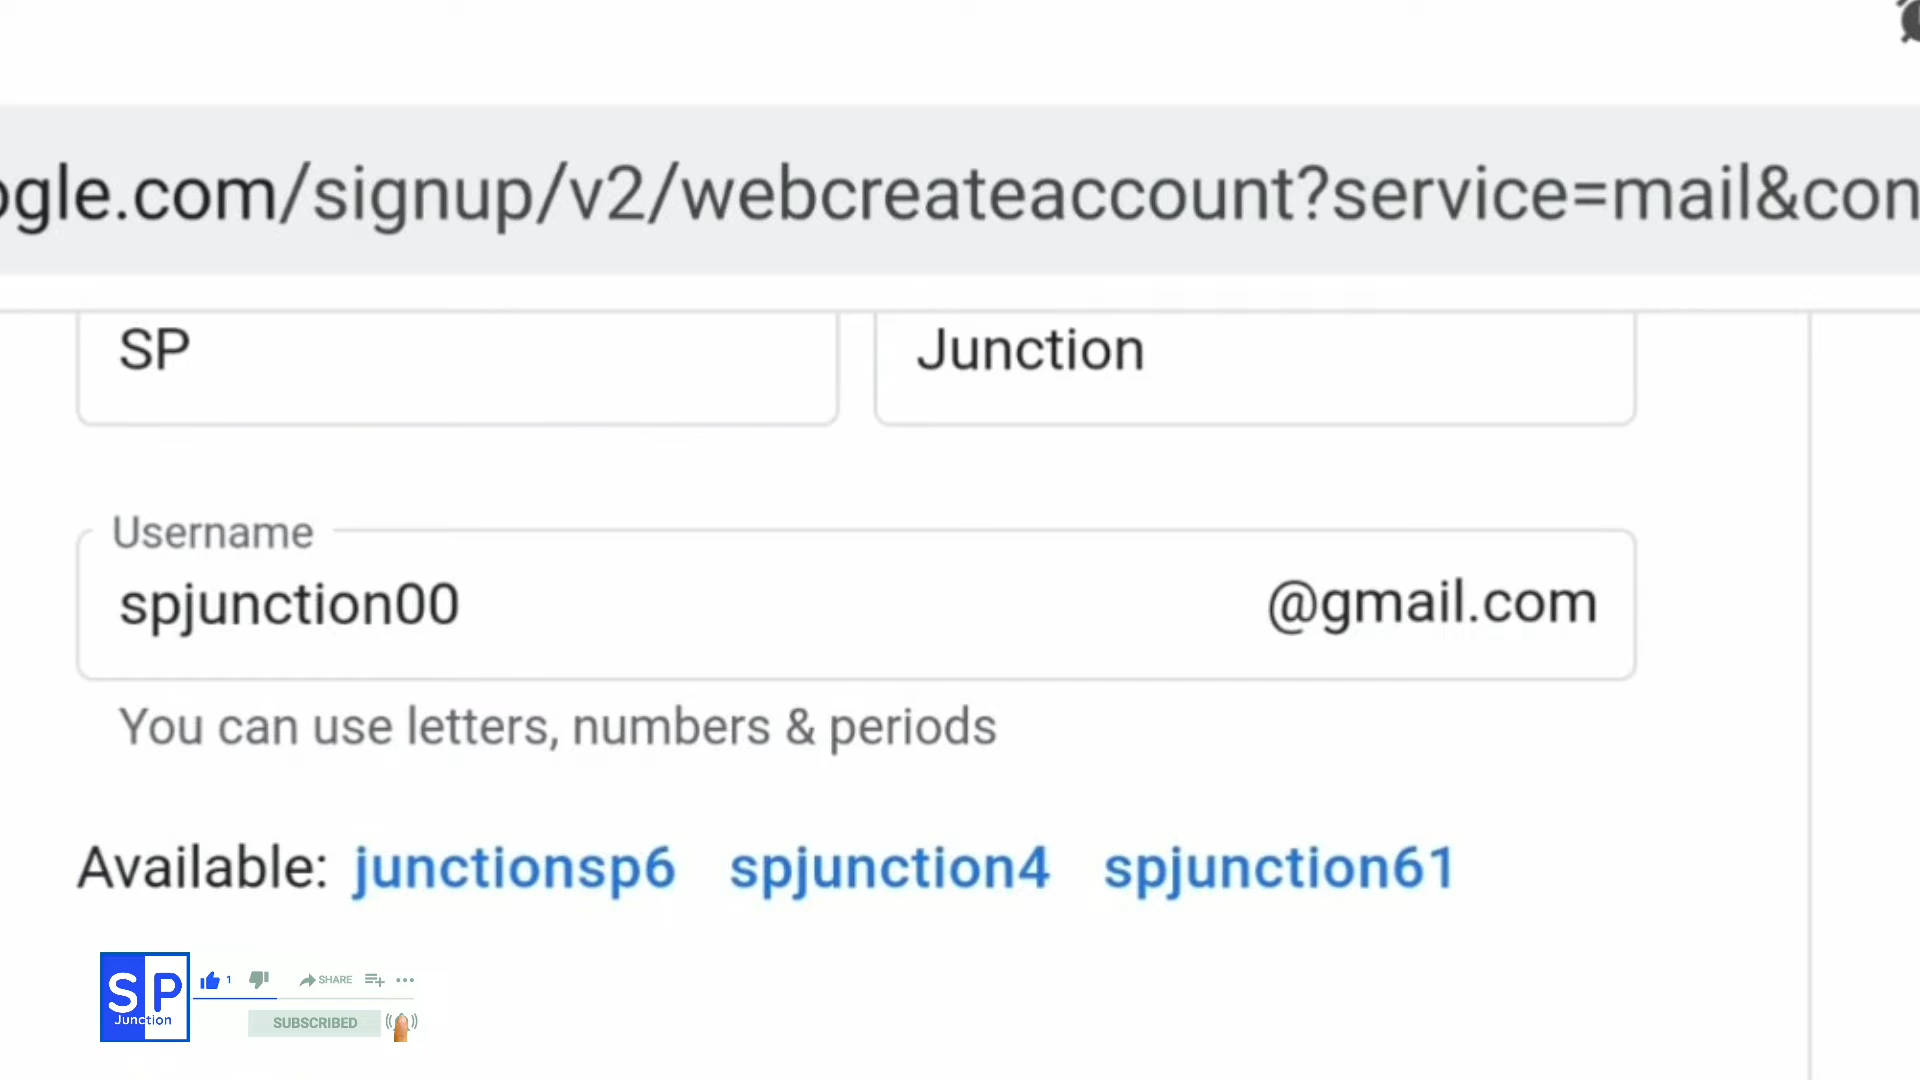 ogle.com/signup/v2/webcreateaccount?service=mail&con
SP Junction
Username
spjunction00 @gmail.com
You can use letters, numbers & periods
Available: junctionsp6 spjunction4 spjunction61
SP
Junction
1 SHARE
SUBSCRIBED